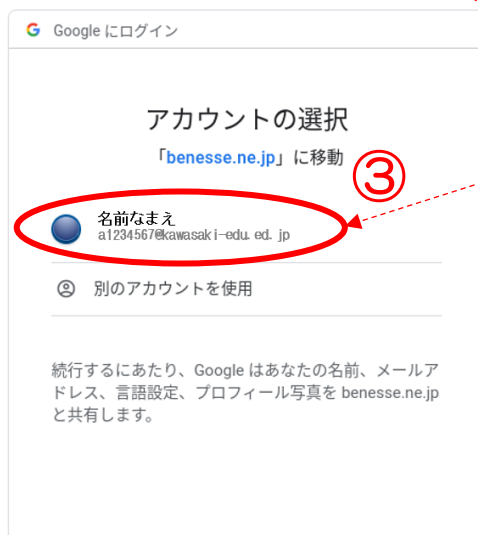 Google にログイン
アカウントの選択
「benesse.ne.jp」に移動
③
名前なまえ
a1234567@kawasaki-edu.ed.jp
別のアカウントを使用
続行するにあたり、Google はあなたの名前、メールア
ドレス、言語設定、プロフィール写真を benesse.ne.jp
と共有します。